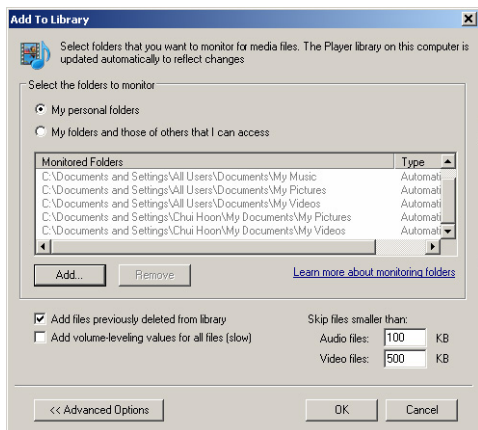 Add To Library
Select folders that you want to monitor for media files. The Player library on this computer is
updated automatically to reflect changes
Select the folders to monitor
My personal folders
My folders and those of others that I can access
Monitored Folders Type
C:\Documents and Settings\All Users\Documents\My Music Automati
C:\Documents and Settings\All Users\Documents\My Pictures Automati
C:\Documents and Settings\All Users\Documents\My Videos Automati
C:\Documents and Settings\Chui Hoon\My Documents\My Pictures Automati
C:\Documents and Settings\Chui Hoon\My Documents\My Videos Automati
Add... Remove Learn more about monitoring folders
Add files previously deleted from library Skip files smaller than:
Add volume-leveling values for all files (slow) Audio files: 100 KB
Video files: 500 KB
<< Advanced Options OK Cancel